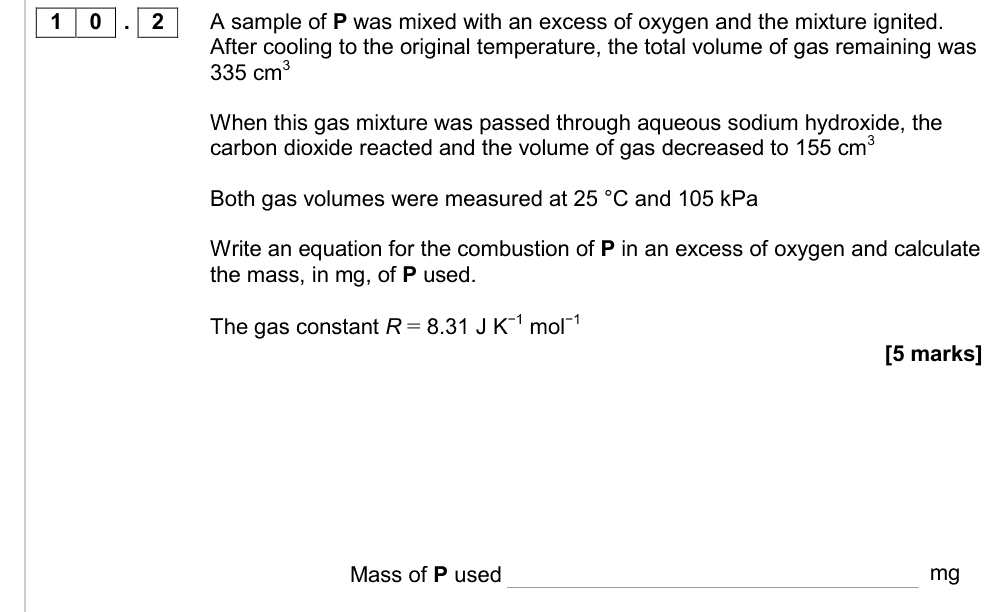 10.2 A sample of P was mixed with an excess of oxygen and the mixture ignited.
After cooling to the original temperature, the total volume of gas remaining was
335 cm³
When this gas mixture was passed through aqueous sodium hydroxide, the
carbon dioxide reacted and the volume of gas decreased to 155 cm³
Both gas volumes were measured at 25 °C and 105 kPa
Write an equation for the combustion of P in an excess of oxygen and calculate
the mass, in mg, of P used.
The gas constant R = 8.31 J K⁻¹ mol⁻¹
[5 marks]
Mass of P used mg